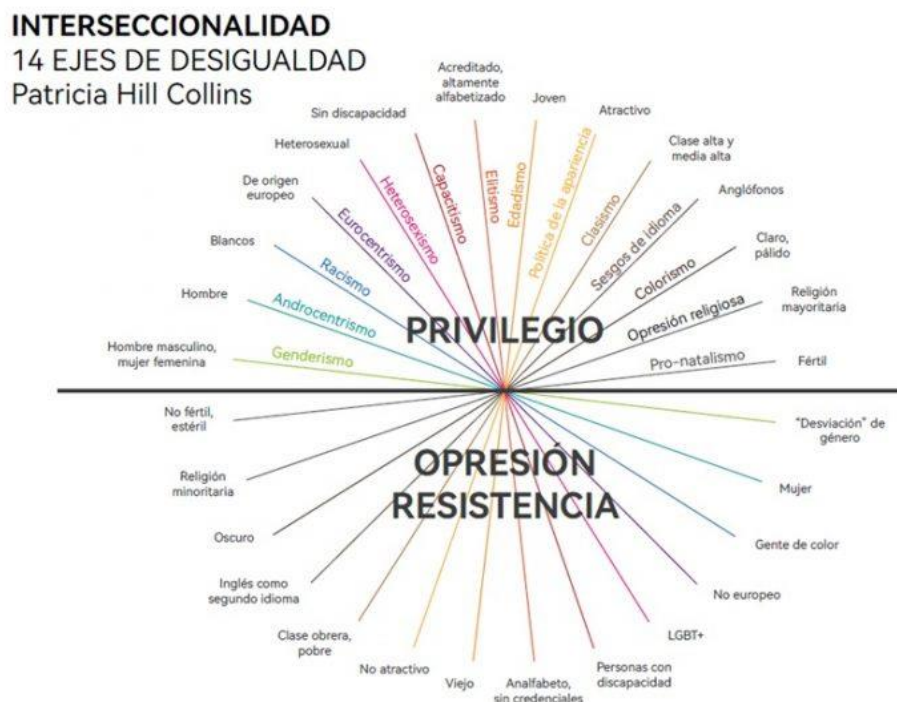 INTERSECCIONALIDAD
14 EJES DE DESIGUALDAD
Patricia Hill Collins
Acreditado,
altamente
alfabetizado
Joven
Atractivo
Sin discapacidad
Heterosexual
Clase alta y
media alta
De origen
europeo
Anglófonos
Blancos
Claro,
pálido
Hombre
Religión
mayoritaria
Hombre masculino,
mujer femenina
Fértil
Genderismo
Androcentrismo
Racismo
Eurocentrismo
Heterosexismo
Capacitismo
Elitismo
Edadismo
Política de la apariencia
Clasismo
Sesgos de idioma
Colorismo
Opresión religiosa
Pro-natalismo
PRIVILEGIO
OPRESIÓN
RESISTENCIA
No fértil,
estéril
"Desviación" de
género
Religión
minoritaria
Mujer
Oscuro
Gente de color
Inglés como
segundo idioma
No europeo
Clase obrera,
pobre
LGBT+
No atractivo
Viejo
Analfabeto,
sin credenciales
Personas con
discapacidad